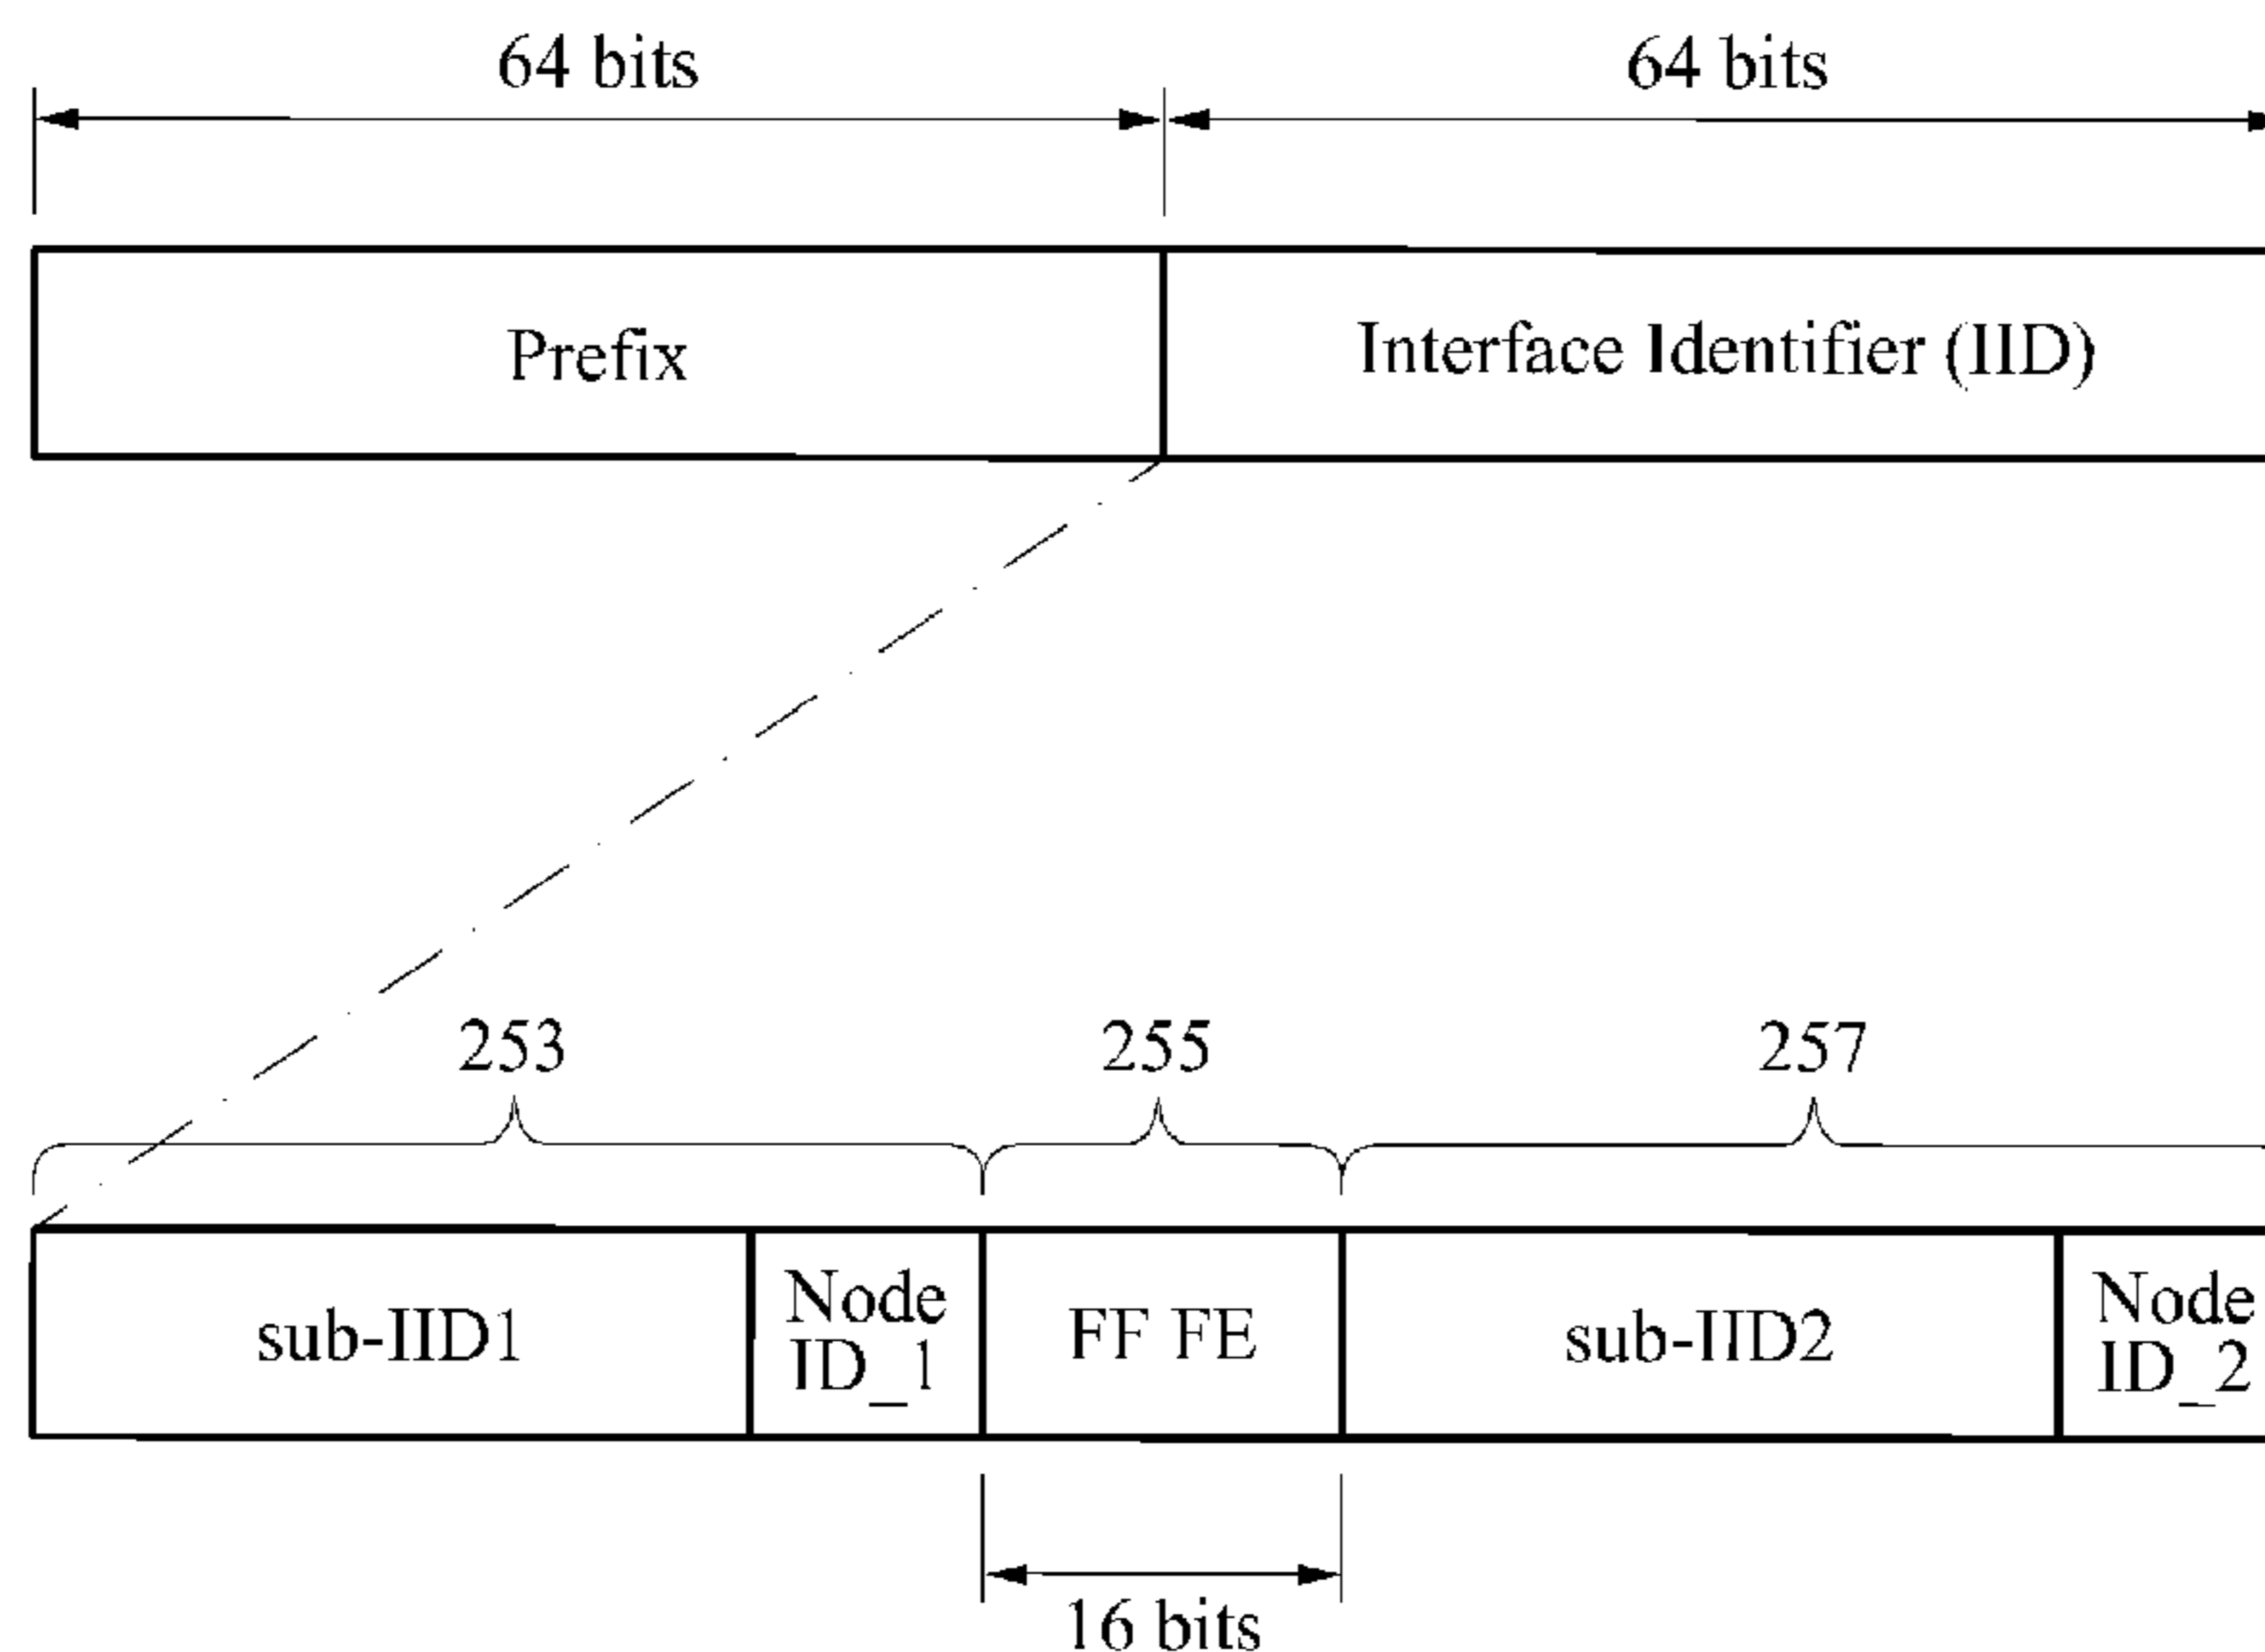 64 bits 64 bits
Prefix Interface Identifier (IID)
253 255 257
sub-IID1 Node ID_1 FF FE sub-IID2 Node ID_2
16 bits